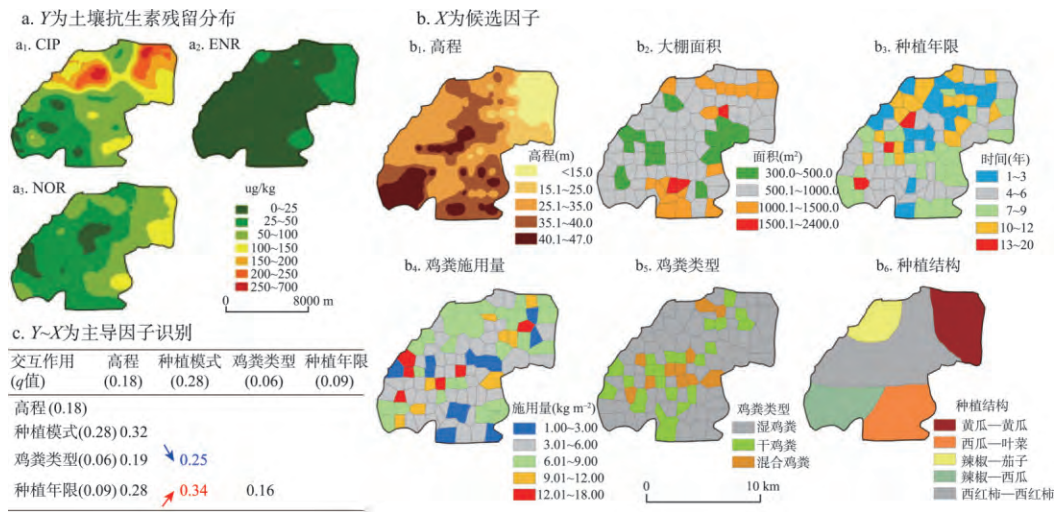 a. Y为土壤抗生素残留分布
a₁. CIP
a₂. ENR
a₃. NOR
ug/kg
0~25
25~50
50~100
100~150
150~200
200~250
250~700
0 8000 m
b. X为候选因子
b₁. 高程
高程(m)
<15.0
15.1~25.0
25.1~35.0
35.1~40.0
40.1~47.0
b₂. 大棚面积
面积(m²)
300.0~500.0
500.1~1000.0
1000.1~1500.0
1500.1~2400.0
b₃. 种植年限
时间(年)
1~3
4~6
7~9
10~12
13~20
b₄. 鸡粪施用量
施用量(kg m⁻²)
1.00~3.00
3.01~6.00
6.01~9.00
9.01~12.00
12.01~18.00
b₅. 鸡粪类型
鸡粪类型
湿鸡粪
干鸡粪
混合鸡粪
0 10 km
b₆. 种植结构
种植结构
黄瓜—黄瓜
西瓜—叶菜
辣椒—茄子
辣椒—西瓜
西红柿—西红柿
c. Y~X为主导因子识别
交互作用 高程 种植模式 鸡粪类型 种植年限
(q值) (0.18) (0.28) (0.06) (0.09)
高程(0.18)
种植模式(0.28) 0.32
鸡粪类型(0.06) 0.19 0.25
种植年限(0.09) 0.28 0.34 0.16